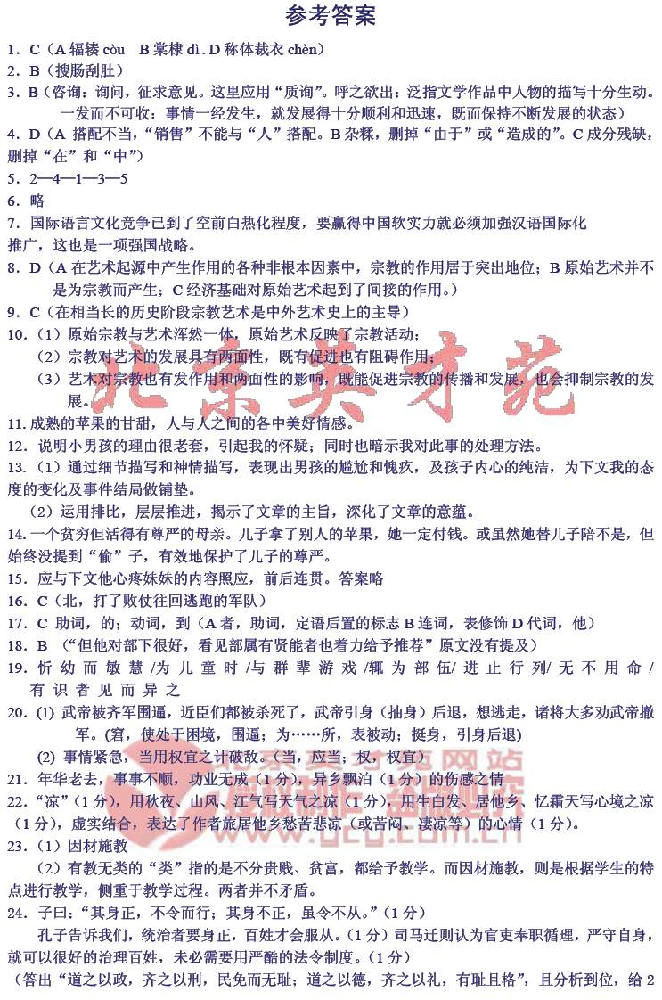 参考答案
1．C（A 辐辏 còu　B 棠棣 dì . D 称体裁衣 chèn）
2．B（搜肠刮肚）
3．B（咨询：询问，征求意见。这里应用“质询”。呼之欲出：泛指文学作品中人物的描写十分生动。
一发而不可收：事情一经发生，就发展得十分顺利和迅速，既而保持不断发展的状态）
4．D（A 搭配不当，“销售”不能与“人”搭配。B 杂糅，删掉“由于”或“造成的”。C 成分残缺，
删掉“在”和“中”）
5．2—4—1—3—5
6．略
7．国际语言文化竞争已到了空前白热化程度，要赢得中国软实力就必须加强汉语国际化
推广，这也是一项强国战略。
8．D（A 在艺术起源中产生作用的各种非根本因素中，宗教的作用居于突出地位；B 原始艺术并不
是为宗教而产生；C 经济基础对原始艺术起到了间接的作用。）
9．C（在相当长的历史阶段宗教艺术是中外艺术史上的主导）
10．（1）原始宗教与艺术浑然一体，原始艺术反映了宗教活动；
（2）宗教对艺术的发展具有两面性，既有促进也有阻碍作用；
（3）艺术对宗教也有发作用和两面性的影响，既能促进宗教的传播和发展，也会抑制宗教的发
展。
北京英才苑
11. 成熟的苹果的甘甜，人与人之间的各中美好情感。
12．说明小男孩的理由很老套，引起我的怀疑；同时也暗示我对此事的处理方法。
13．（1）通过细节描写和神情描写，表现出男孩的尴尬和愧疚，及孩子内心的纯洁，为下文我的态
度的变化及事件结局做铺垫。
（2）运用排比，层层推进，揭示了文章的主旨，深化了文章的意蕴。
14. 一个贫穷但活得有尊严的母亲。儿子拿了别人的苹果，她一定付钱。或虽然她替儿子陪不是，但
始终没提到“偷”子，有效地保护了儿子的尊严。
15．应与下文他心疼妹妹的内容照应，前后连贯。答案略
16．C（北，打了败仗往回逃跑的军队）
17．C 助词，的；动词，到（A 者，助词，定语后置的标志 B 连词，表修饰 D 代词，他）
18．B （“但他对部下很好，看见部属有贤能者也着力给予推荐”原文没有提及）
19．忻 幼 而 敏 慧 /为 儿 童 时 /与 群 辈 游 戏 /辄 为 部 伍/ 进 止 行 列/ 无 不 用 命 /
有 识 者 见 而 异 之
20．(1) 武帝被齐军围逼，近臣们都被杀死了，武帝引身（抽身）后退，想逃走，诸将大多劝武帝撤
军。(窘，使处于困境，围逼；为……所，表被动；挺身，引身后退)
(2) 事情紧急，当用权宜之计破敌。（当，应当；权，权宜）
北京英才苑网站
21．年华老去，事事不顺，功业无成（1 分），异乡飘泊（1 分）的伤感之情
22．“凉”（1 分），用秋夜、山风、江气写天气之凉（1 分），用生白发、居他乡、忆霜天写心境之凉
版权所有 盗版必究
（1 分），虚实结合，表达了作者旅居他乡愁苦悲凉（或苦闷、凄凉等）的心情（1 分）。
www.ycy.com.cn
23．（1）因材施教
（2）有教无类的“类”指的是不分贵贱、贫富，都给予教学。而因材施教，则是根据学生的特
点进行教学，侧重于教学过程。两者并不矛盾。
24．子曰：“其身正，不令而行；其身不正，虽令不从。”（1 分）
孔子告诉我们，统治者要身正，百姓才会服从。（1 分）司马迁则认为官吏奉职循理，严守自身，
就可以很好的治理百姓，未必需要用严酷的法令制度。（1 分）
（答出“道之以政，齐之以刑，民免而无耻；道之以德，齐之以礼，有耻且格”，且分析到位，给 2